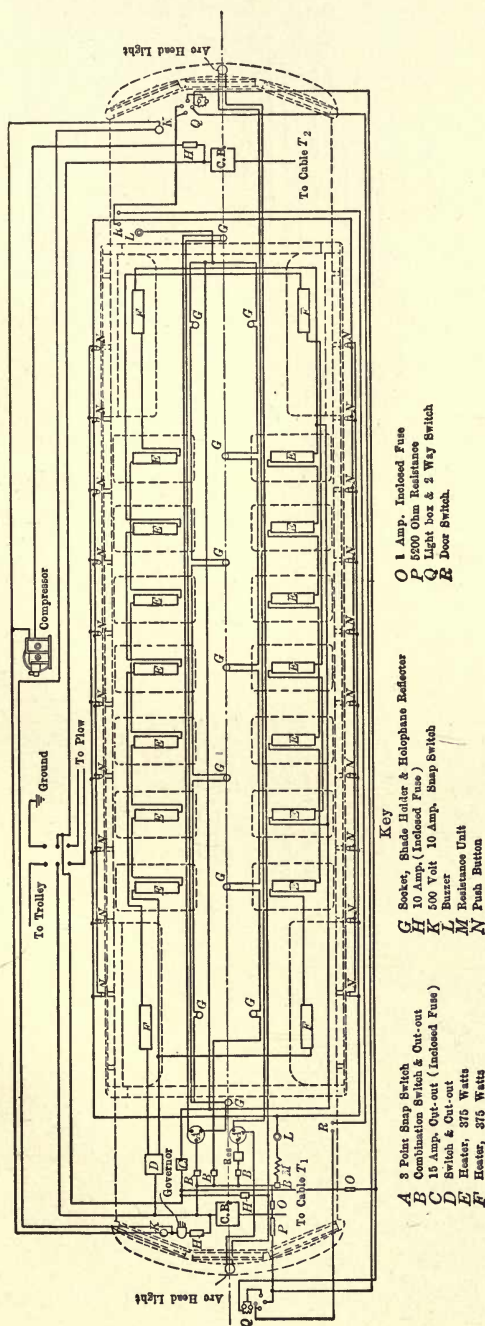 Arc Head Light
K
Q
H
C.B.
To Cable T₂
k
L
G
Compressor
Ground
To Trolley
To Plow
N N N N N N N N N
F
E E E E E E E
F
G G
G G G G G
G G
E E E E E E E
F F
N N N N N N N N N
Governor
K
H
D
B
B
Res
B
G
L
M
B
H
C.B.
To Cable T₁
O
P
R
O
Arc Head Light
Q
Key
A 3 Point Snap Switch
B Combination Switch & Cut-out
C 15 Amp. Cut-out (Inclosed Fuse)
D Switch & Cut-out
E Heater, 375 Watts
F Heater, 375 Watts
G Socket, Shade Holder & Holophane Reflector
H 10 Amp. (Inclosed Fuse)
K 500 Volt 10 Amp. Snap Switch
L Buzzer
M Resistance Unit
N Push Button
O 1 Amp. Inclosed Fuse
P 5200 Ohm Resistance
Q Light box & 2 Way Switch
R Door Switch.